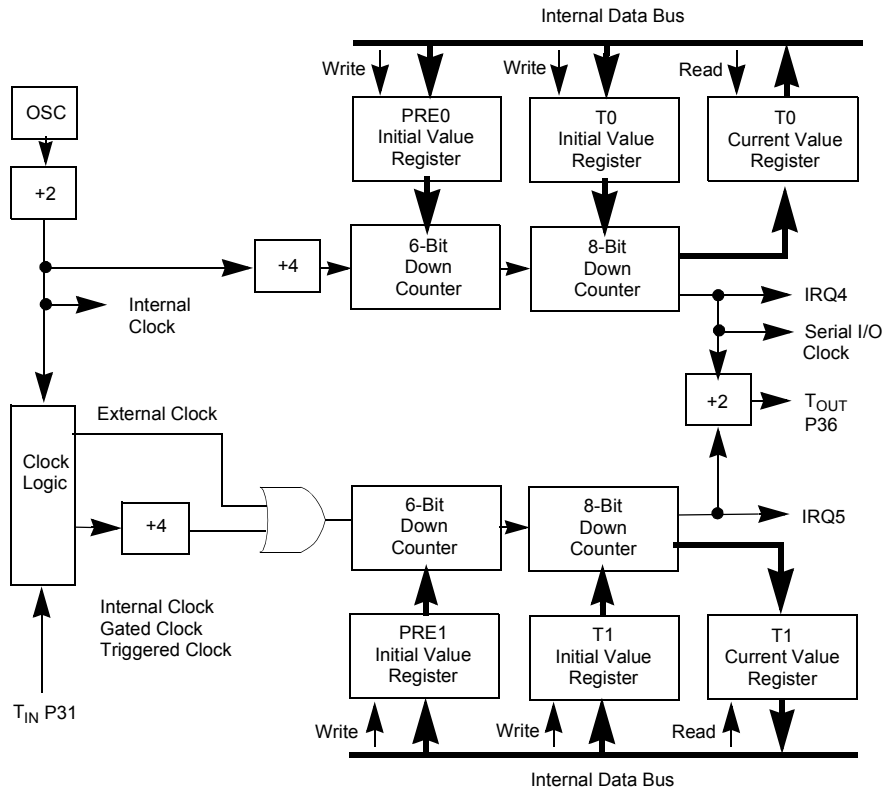 Internal Data Bus
Write
Write
Read
OSC
PRE0
Initial Value
Register
T0
Initial Value
Register
T0
Current Value
Register
+2
+4
6-Bit
Down
Counter
8-Bit
Down
Counter
Internal
Clock
IRQ4
Serial I/O
Clock
+2
TOUT
P36
External Clock
Clock
Logic
+4
6-Bit
Down
Counter
8-Bit
Down
Counter
IRQ5
Internal Clock
Gated Clock
Triggered Clock
PRE1
Initial Value
Register
T1
Initial Value
Register
T1
Current Value
Register
TIN P31
Write
Write
Read
Internal Data Bus